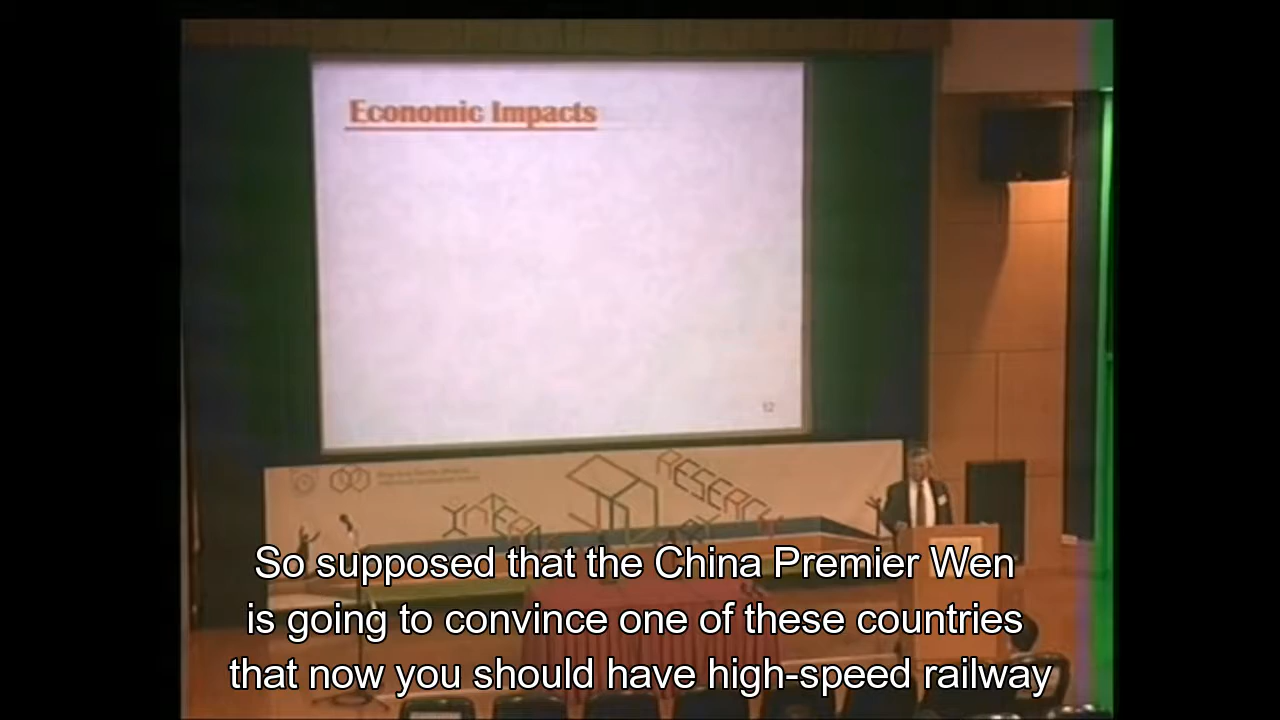 Economic Impacts
12
RESERCH
So supposed that the China Premier Wen
is going to convince one of these countries
that now you should have high-speed railway